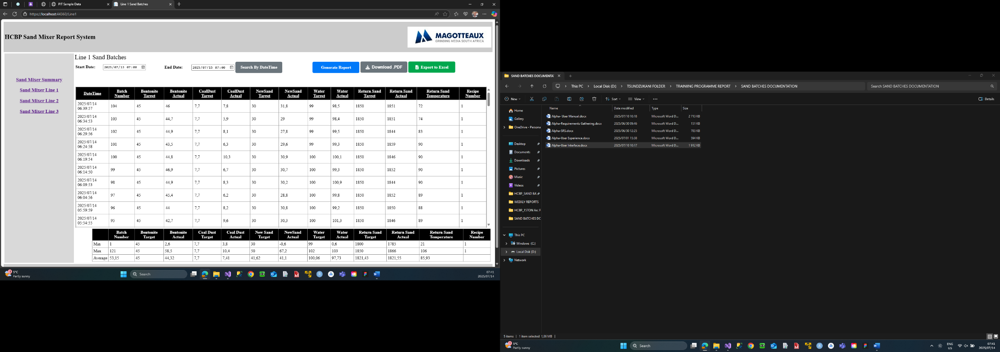 PIT Sample Data
Line 1 Sand Batches
https://localhost:44360/Line1
HCBP Sand Mixer Report System
MAGOTTEAUX
GRINDING MEDIA SOUTH AFRICA
Line 1 Sand Batches
Start Date: 2025/07/13 07:00 End Date: 2025/07/15 07:00 Search By DateTime Generate Report Download .PDF Export to Excel
Sand Mixer Summary
Sand Mixer Line 1
Sand Mixer Line 2
Sand Mixer Line 3
DateTime Batch Number Bentonite Target Bentonite Actual CoalDust Target CoalDust Actual NewSand Target NewSand Actual Water Target Water Actual Return Sand Target Return Sand Actual Return Sand Temperature Recipe Number
2025/07/14 06:39:57 104 45 46 7,7 7,8 30 31,8 99 98,5 1850 1851 72 1
2025/07/14 06:34:53 103 45 44,7 7,7 5,9 30 29 99 98,4 1850 1851 74 1
2025/07/14 06:29:56 102 45 44,9 7,7 8,1 30 27,8 99 99,5 1850 1844 83 1
2025/07/14 06:24:58 101 45 43,5 7,7 6,3 30 29,6 99 99,3 1850 1859 90 1
2025/07/14 06:19:54 100 45 44,8 7,7 10,3 30 30,9 100 100,1 1850 1846 90 1
2025/07/14 06:14:50 99 45 46,9 7,7 6,7 30 30,7 100 99,3 1850 1852 90 1
2025/07/14 06:09:53 98 45 44,9 7,7 8,3 30 30,2 100 100,9 1850 1844 90 1
2025/07/14 06:04:56 97 45 45,4 7,7 6,2 30 28,8 100 99,8 1850 1852 89 1
2025/07/14 05:59:59 96 45 44 7,7 8,2 30 30,8 100 99,2 1850 1850 88 1
2025/07/14 05:54:55 95 45 42,7 7,7 9,6 30 30,3 100 101,3 1850 1846 89 1
Batch Number Bentonite Target Bentonite Actual Coal Dust Target Coal Dust Actual New Sand Target NewSand Actual Water Target Water Actual Return Sand Target Return Sand Actual Return Sand Temperature Recipe Number
Min 1 45 2,6 7,7 3,8 30 -0,6 99 0,6 1800 1785 21 1
Max 121 45 58,5 7,7 10,4 50 67,2 102 103 1850 1866 106 1
Average 53,15 45 44,32 7,7 7,41 41,62 41,1 100,06 97,73 1821,43 1821,55 85,93
1
5°C
Partly sunny
Search
07:41
2025/07/14
SAND BATCHES DOCUMENTA
This PC > Local Disk (D:) > TSUNDZUKANI FOLDER > TRAINIING PROGRAMME REPORT > SAND BATCHES DOCUMENTATION
Search SAND BATCHES DOCUMENTATION
New Sort View ... Details
Name Date modified Type Size
Alpha- User Manual.docx 2025/07/10 10:18 Microsoft Word D... 2 713 KB
Alpha-Requirements Gathering.docx 2025/06/30 09:46 Microsoft Word D... 151 KB
Alpha-SRS.docx 2025/06/30 12:25 Microsoft Word D... 783 KB
Alpha-User Experience.docx 2025/07/01 15:38 Microsoft Word D... 594 KB
Alpha-User Interface.docx 2025/07/10 10:17 Microsoft Word D... 1 912 KB
Home
Gallery
OneDrive - Persona
Desktop
Documents
Downloads
Pictures
Music
Videos
HCBP_SAND BA
WEEKLY REPORTS
HCBP_15TON Arc F
SAND BATCHES DC
This PC
Windows (C:)
Local Disk (D:)
Network
5 items | 1 item selected 1,86 MB |
1
5°C
Partly sunny
Search
ENG
US
07:41
2025/07/14